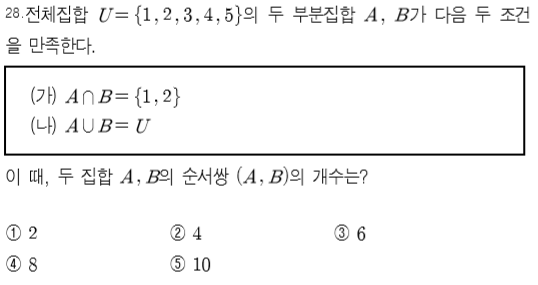 28.전체집합 U={1, 2, 3, 4, 5}의 두 부분집합 A, B가 다음 두 조건
을 만족한다.
(가) A∩B={1, 2}
(나) A∪B=U
이 때, 두 집합 A, B의 순서쌍 (A, B)의 개수는?
① 2 ② 4 ③ 6
④ 8 ⑤ 10